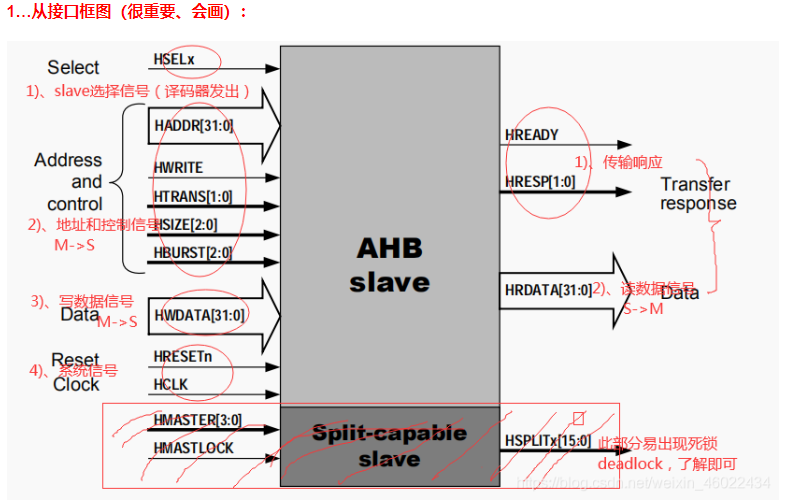 1...从接口框图（很重要、会画）：
Select
HSELx
1)、slave选择信号（译码器发出）
HADDR[31:0]
Address
and
control
HWRITE
HTRANS[1:0]
HSIZE[2:0]
HBURST[2:0]
2)、地址和控制信号
M->S
3)、写数据信号
Data
M->S
HWDATA[31:0]
Reset
HRESETn
4)、系统信号
Clock
HCLK
HMASTER[3:0]
HMASTLOCK
AHB
slave
Split-capable
slave
HREADY
1)、传输响应
HRESP[1:0]
Transfer
response
HRDATA[31:0]
2)、读数据信号
Data
S->M
HSPLITx[15:0]
此部分易出现死锁
deadlock，了解即可
https://blog.csdn.net/weixin_46022434